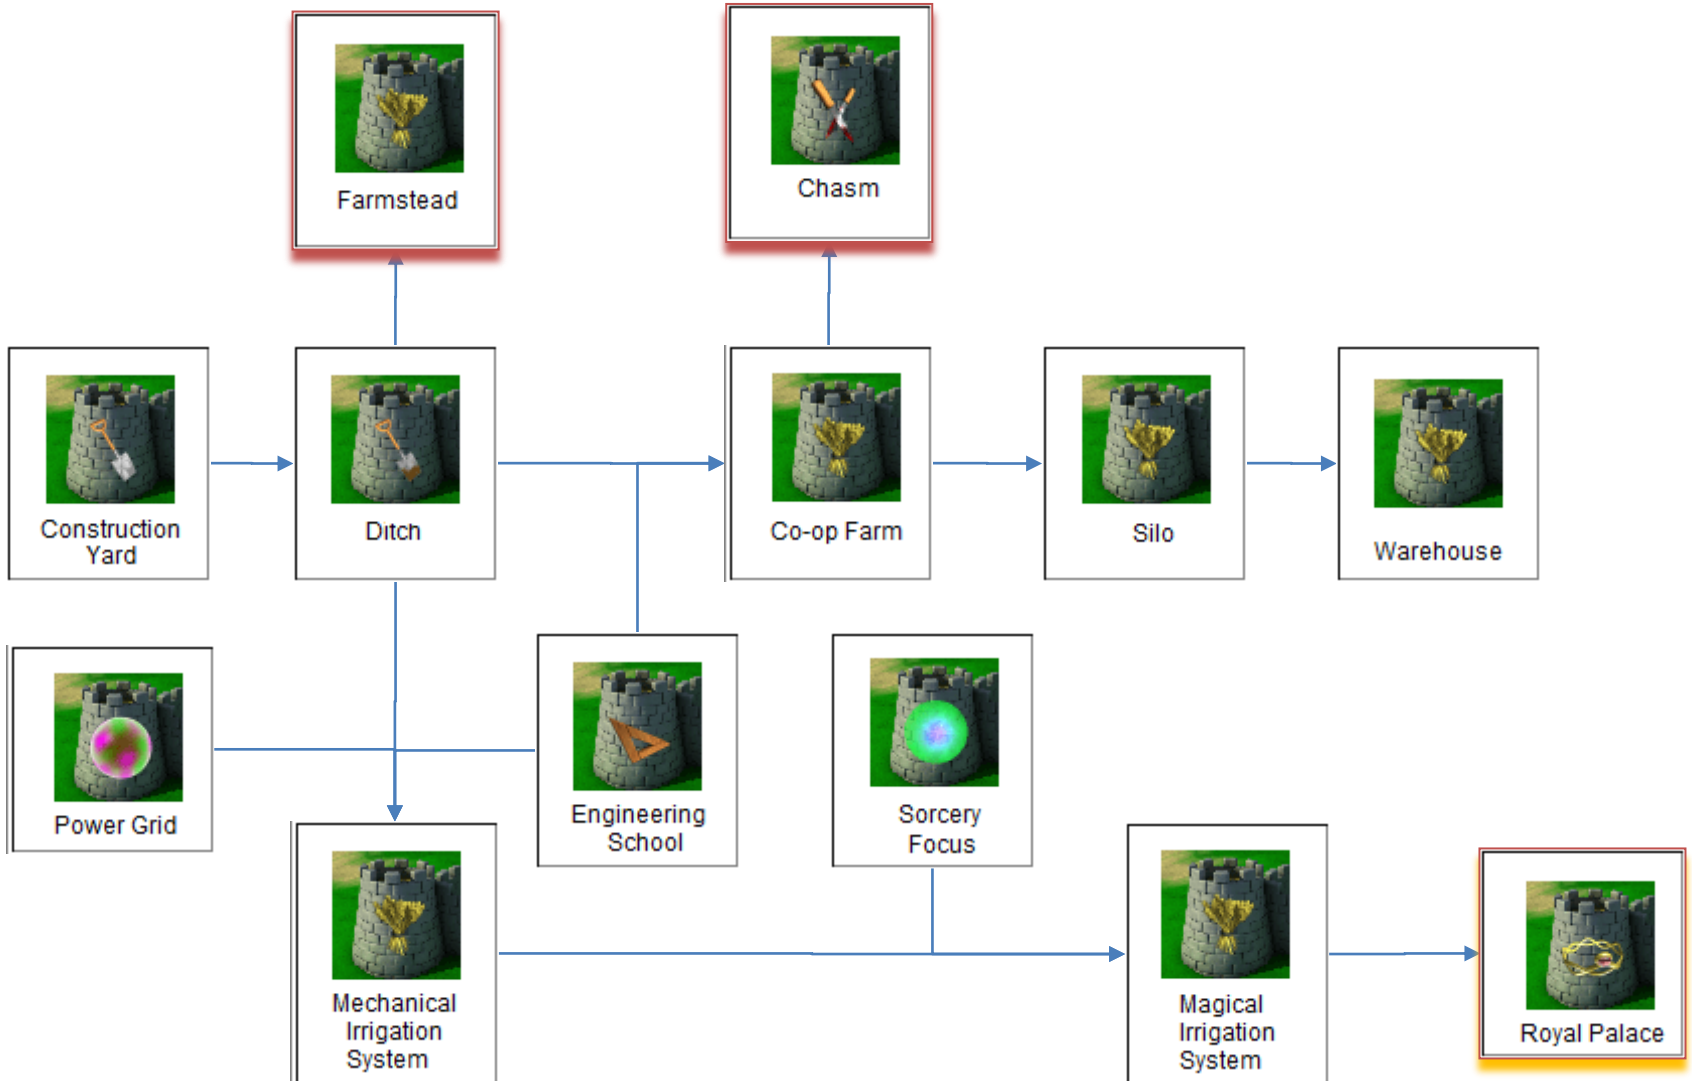 Farmstead
Chasm
Construction
Yard
Ditch
Co-op Farm
Silo
Warehouse
Power Grid
Engineering
School
Sorcery
Focus
Mechanical
Irrigation
System
Magical
Irrigation
System
Royal Palace